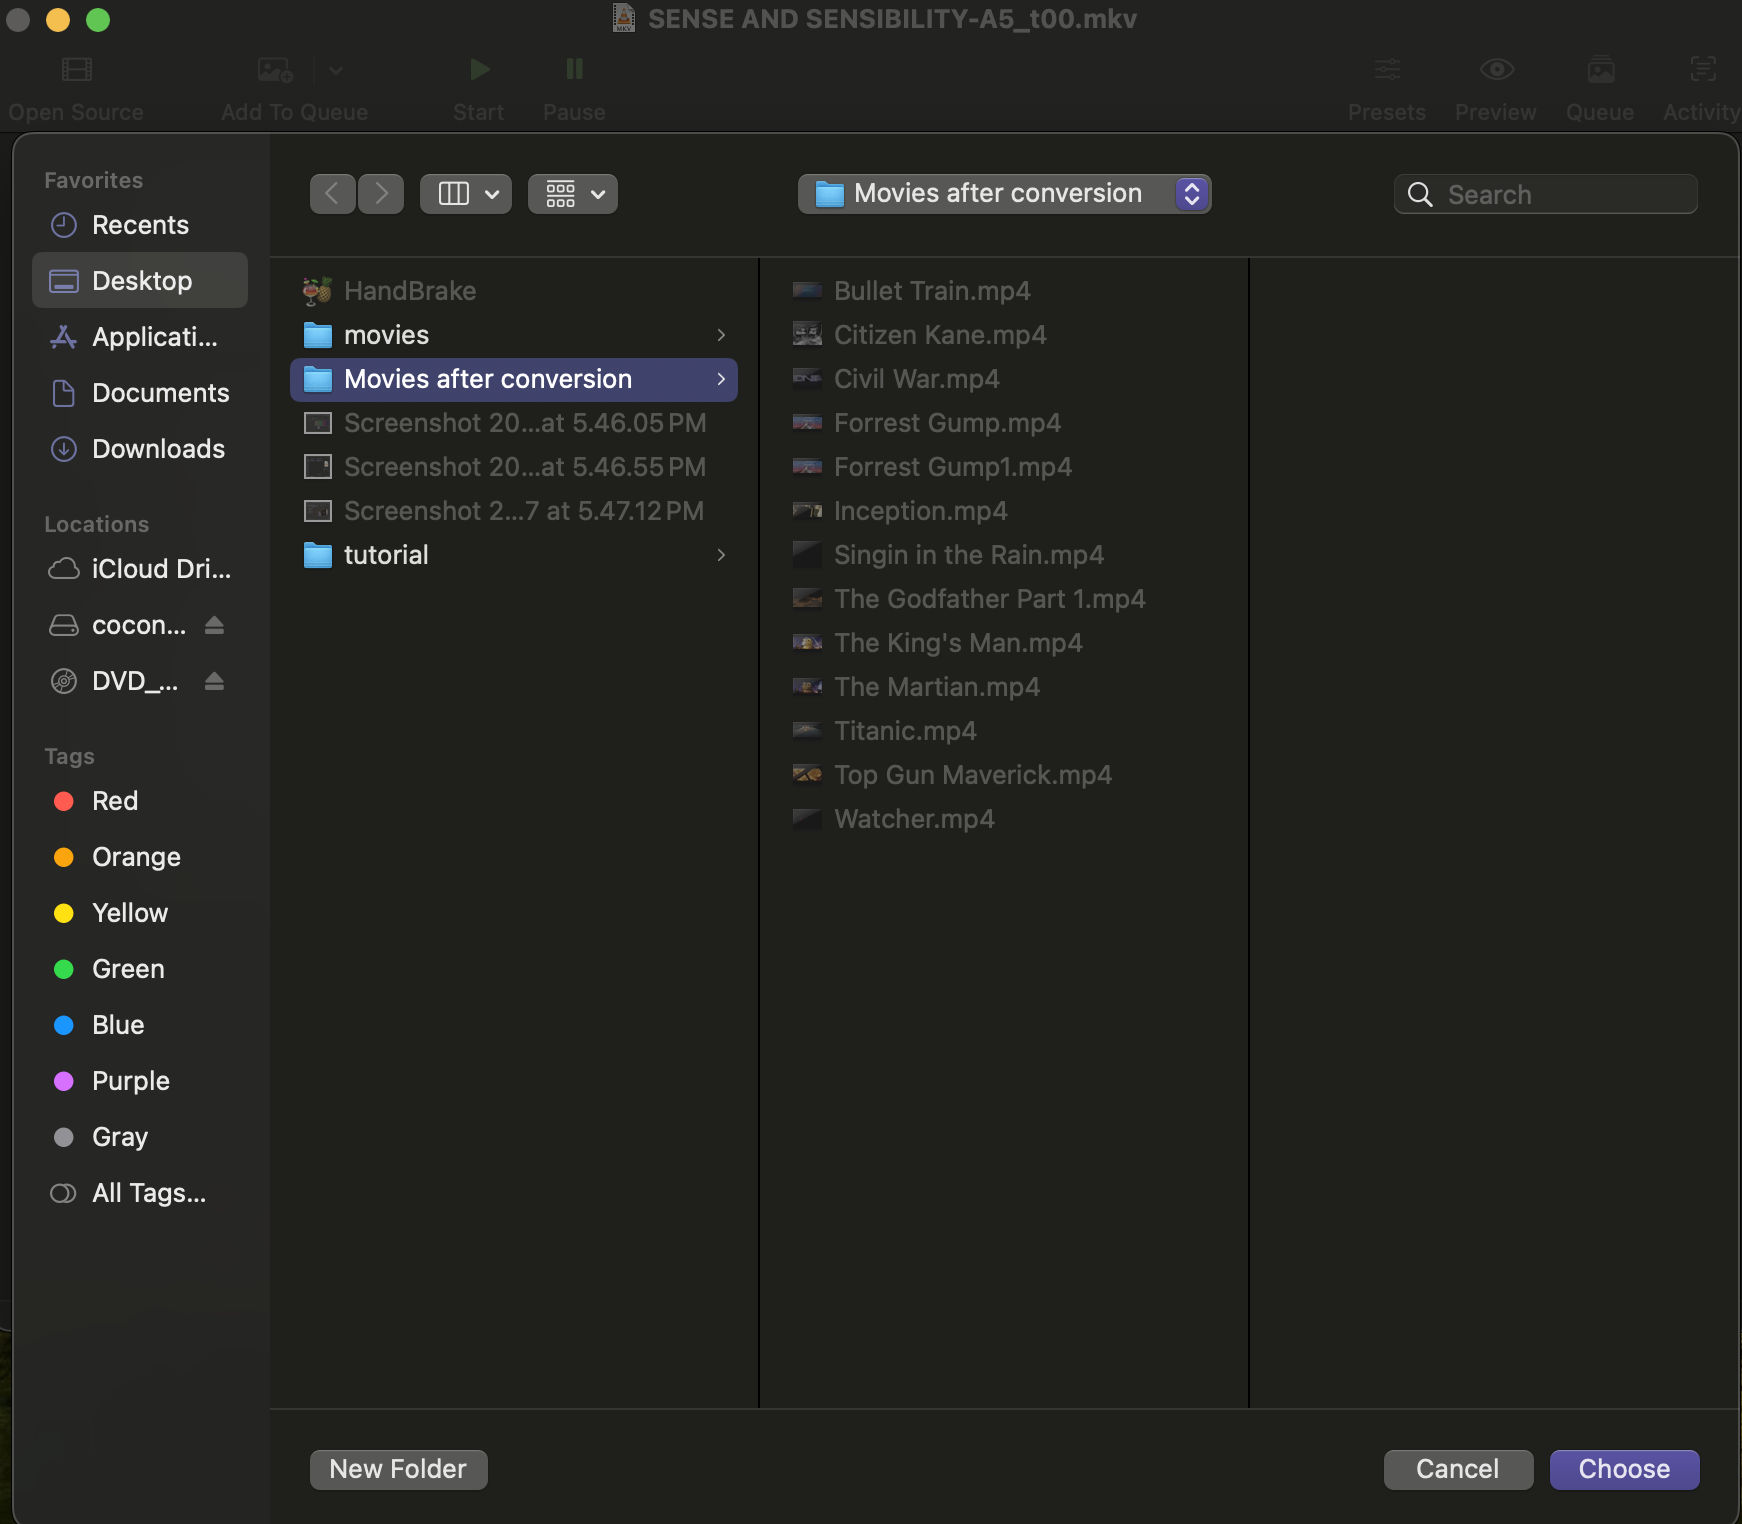 SENSE AND SENSIBILITY-A5_t00.mkv
Open Source
Add To Queue
Start
Pause
Presets
Preview
Queue
Activity
Favorites
Recents
Desktop
Applicati...
Documents
Downloads
Locations
iCloud Dri...
cocon...
DVD_...
Tags
Red
Orange
Yellow
Green
Blue
Purple
Gray
All Tags...
Movies after conversion
Search
HandBrake
movies
Movies after conversion
Screenshot 20...at 5.46.05 PM
Screenshot 20...at 5.46.55 PM
Screenshot 2...7 at 5.47.12 PM
tutorial
Bullet Train.mp4
Citizen Kane.mp4
Civil War.mp4
Forrest Gump.mp4
Forrest Gump1.mp4
Inception.mp4
Singin in the Rain.mp4
The Godfather Part 1.mp4
The King's Man.mp4
The Martian.mp4
Titanic.mp4
Top Gun Maverick.mp4
Watcher.mp4
New Folder
Cancel
Choose